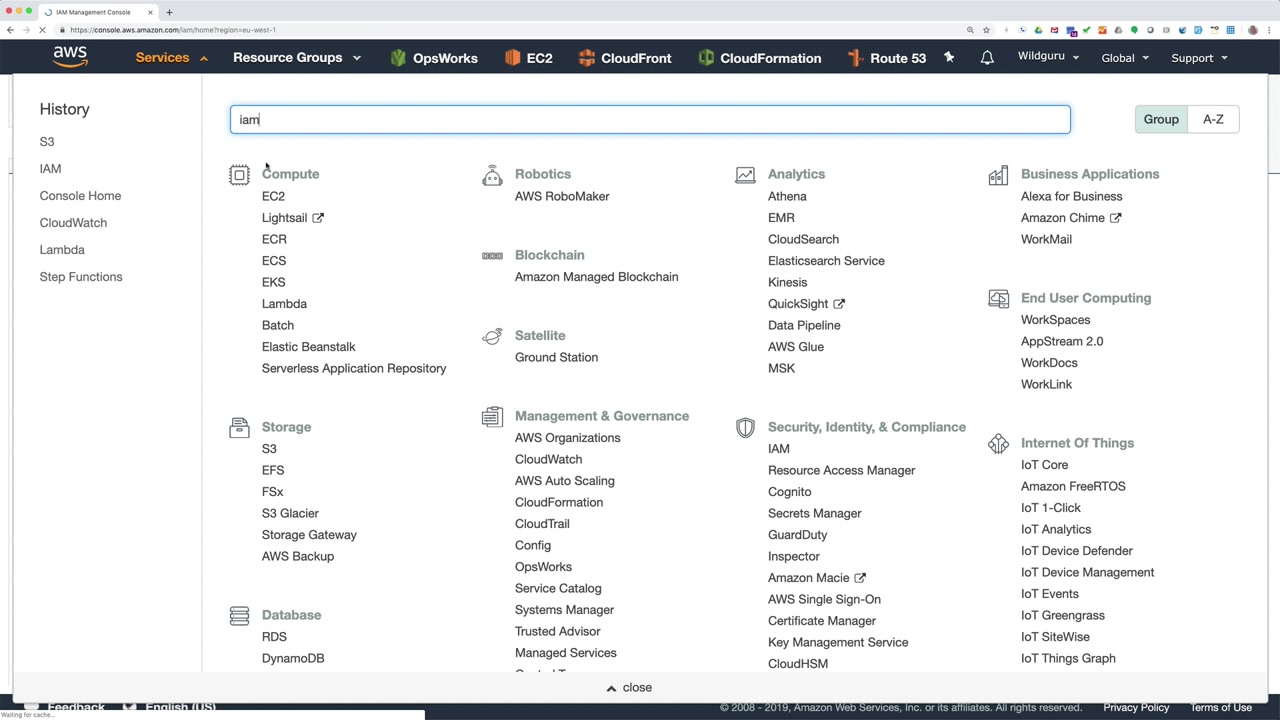 IAM Management Console
https://console.aws.amazon.com/iam/home?region=eu-west-1
aws
Services
Resource Groups
OpsWorks
EC2
CloudFront
CloudFormation
Route 53
Wildguru
Global
Support
History
S3
IAM
Console Home
CloudWatch
Lambda
Step Functions
iam
Group
A-Z
Compute
EC2
Lightsail
ECR
ECS
EKS
Lambda
Batch
Elastic Beanstalk
Serverless Application Repository
Storage
S3
EFS
FSx
S3 Glacier
Storage Gateway
AWS Backup
Database
RDS
DynamoDB
Robotics
AWS RoboMaker
Blockchain
Amazon Managed Blockchain
Satellite
Ground Station
Management & Governance
AWS Organizations
CloudWatch
AWS Auto Scaling
CloudFormation
CloudTrail
Config
OpsWorks
Service Catalog
Systems Manager
Trusted Advisor
Managed Services
Analytics
Athena
EMR
CloudSearch
Elasticsearch Service
Kinesis
QuickSight
Data Pipeline
AWS Glue
MSK
Security, Identity, & Compliance
IAM
Resource Access Manager
Cognito
Secrets Manager
GuardDuty
Inspector
Amazon Macie
AWS Single Sign-On
Certificate Manager
Key Management Service
CloudHSM
Business Applications
Alexa for Business
Amazon Chime
WorkMail
End User Computing
WorkSpaces
AppStream 2.0
WorkDocs
WorkLink
Internet Of Things
IoT Core
Amazon FreeRTOS
IoT 1-Click
IoT Analytics
IoT Device Defender
IoT Device Management
IoT Events
IoT Greengrass
IoT SiteWise
IoT Things Graph
close
Feedback
English (US)
© 2008 - 2019, Amazon Web Services, Inc. or its affiliates. All rights reserved.
Privacy Policy
Terms of Use
Waiting for cache...